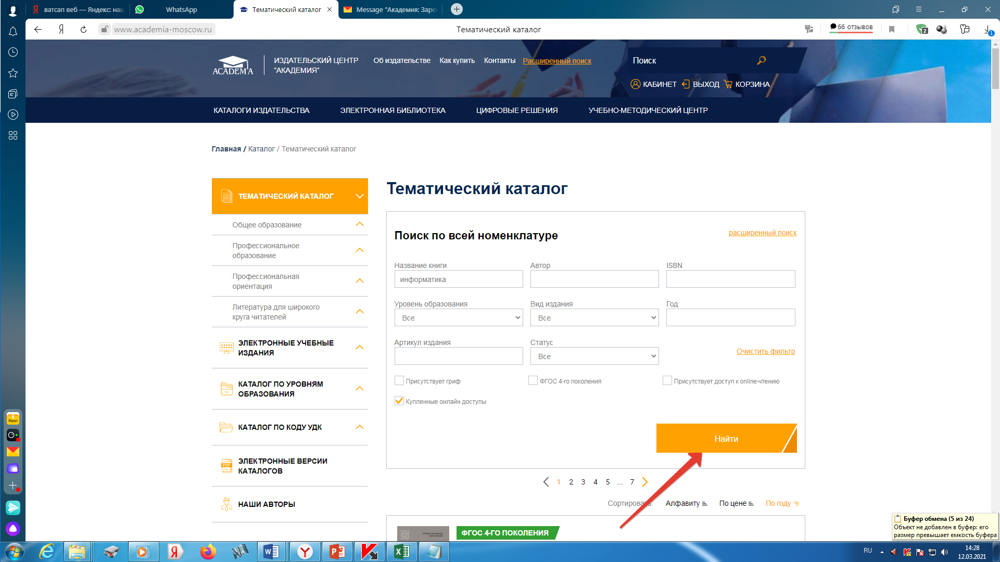 ватсап веб — Яндекс: наш
WhatsApp
Тематический каталог
Message "Академия: Заре
www.academia-moscow.ru
Тематический каталог
66 отзывов
2
1
ACADEMIA
ИЗДАТЕЛЬСКИЙ ЦЕНТР
"АКАДЕМИЯ"
Об издательстве
Как купить
Контакты
Расширенный поиск
Поиск
КАБИНЕТ
ВЫХОД
КОРЗИНА
КАТАЛОГИ ИЗДАТЕЛЬСТВА
ЭЛЕКТРОННАЯ БИБЛИОТЕКА
ЦИФРОВЫЕ РЕШЕНИЯ
УЧЕБНО-МЕТОДИЧЕСКИЙ ЦЕНТР
Главная / Каталог / Тематический каталог
ТЕМАТИЧЕСКИЙ КАТАЛОГ
Общее образование
Профессиональное
образование
Профессиональная
ориентация
Литература для широкого
круга читателей
ЭЛЕКТРОННЫЕ УЧЕБНЫЕ
ИЗДАНИЯ
КАТАЛОГ ПО УРОВНЯМ
ОБРАЗОВАНИЯ
КАТАЛОГ ПО КОДУ УДК
PDF
ЭЛЕКТРОННЫЕ ВЕРСИИ
КАТАЛОГОВ
НАШИ АВТОРЫ
Тематический каталог
Поиск по всей номенклатуре
расширенный поиск
Название книги
Автор
ISBN
информатика
Уровень образования
Вид издания
Год
Все
Все
Артикул издания
Статус
Все
Очистить фильтр
Присутствует гриф
ФГОС 4-го поколения
Присутствует доступ к online-чтению
Купленные онлайн доступы
Найти
1 2 3 4 5 ... 7
Сортировать:
Алфавиту
По цене
По году
ТОП
50
ФГОС 4-ГО ПОКОЛЕНИЯ
Маркет
Буфер обмена (5 из 24)
Объект не добавлен в буфер: его
размер превышает емкость буфера
RU
14:28
12.03.2021